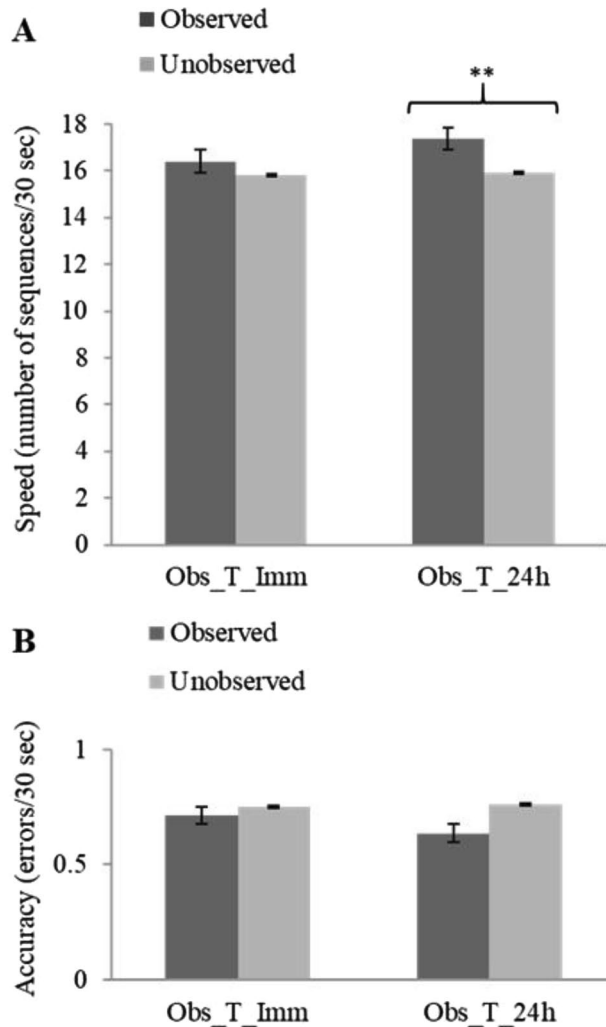 A
Observed
Unobserved
**
Speed (number of sequences/30 sec)
18
16
14
12
10
8
6
4
2
0
Obs_T_Imm
Obs_T_24h
B
Observed
Unobserved
Accuracy (errors/30 sec)
1
0.5
0
Obs_T_Imm
Obs_T_24h